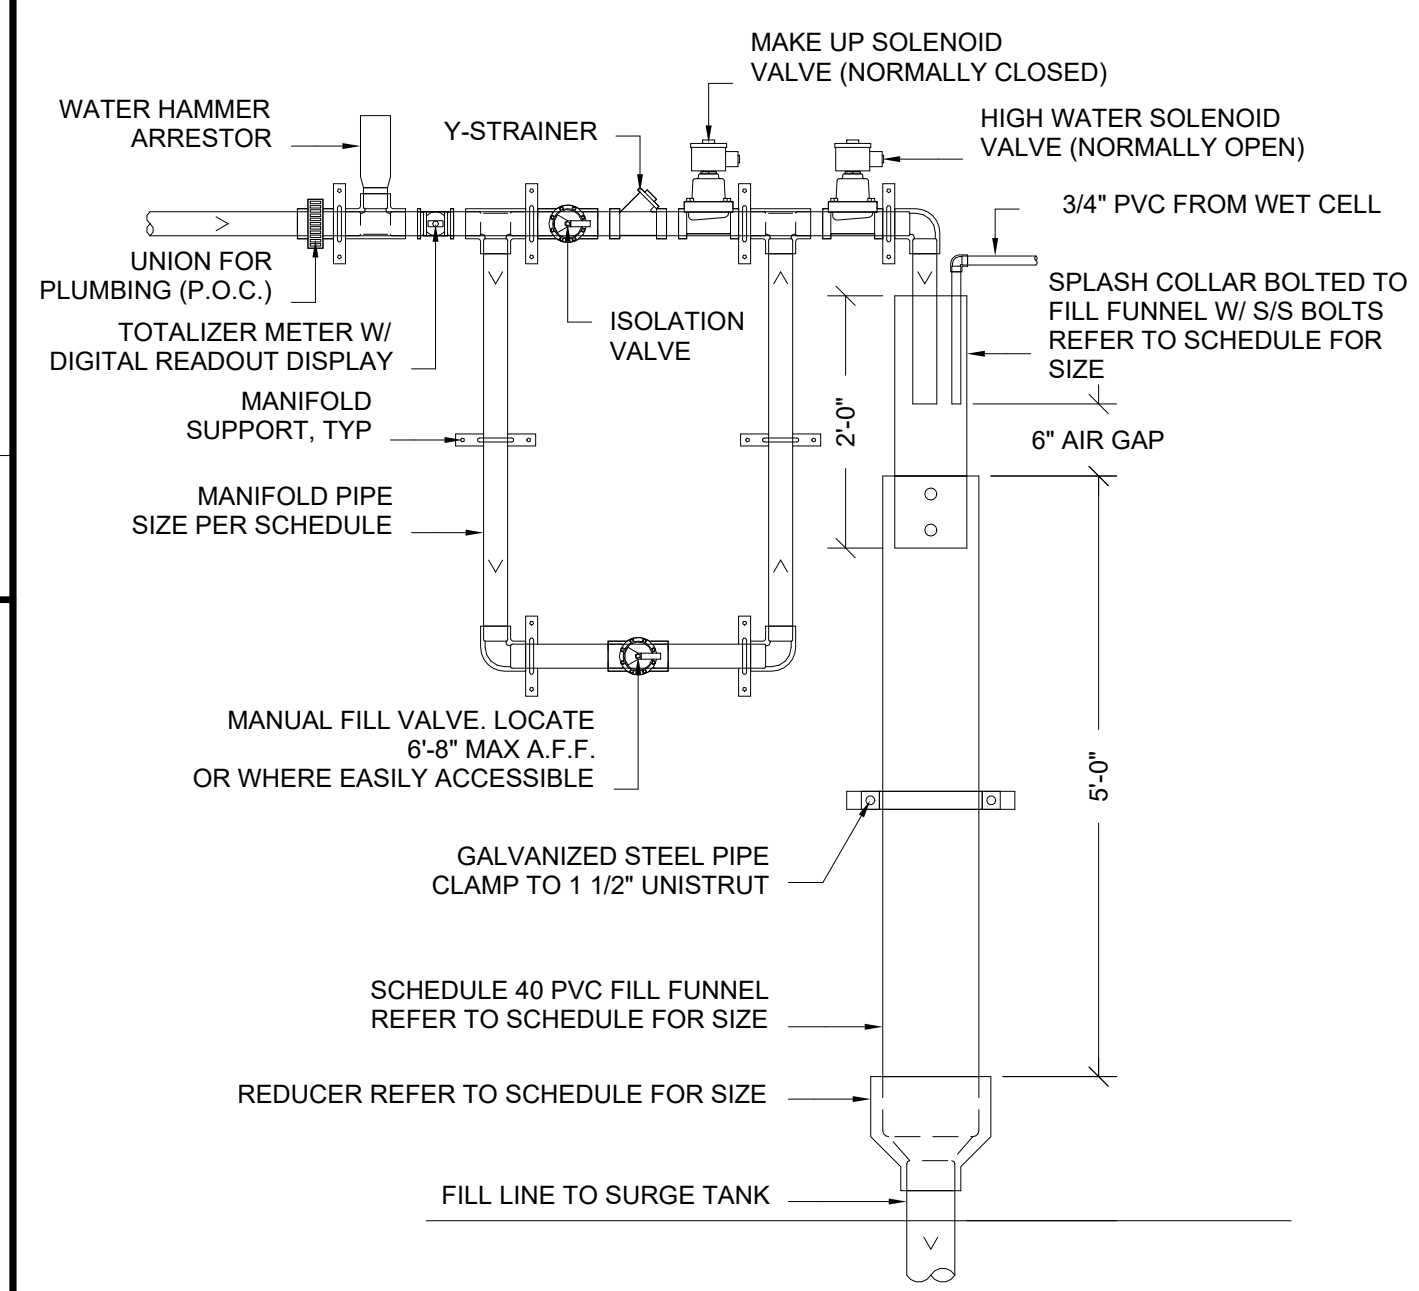 MAKE UP SOLENOID
VALVE (NORMALLY CLOSED)
WATER HAMMER
ARRESTOR
Y-STRAINER
HIGH WATER SOLENOID
VALVE (NORMALLY OPEN)
3/4" PVC FROM WET CELL
UNION FOR
PLUMBING (P.O.C.)
SPLASH COLLAR BOLTED TO
FILL FUNNEL W/ S/S BOLTS
REFER TO SCHEDULE FOR
SIZE
TOTALIZER METER W/
DIGITAL READOUT DISPLAY
ISOLATION
VALVE
MANIFOLD
SUPPORT, TYP
2'-0"
6" AIR GAP
MANIFOLD PIPE
SIZE PER SCHEDULE
MANUAL FILL VALVE. LOCATE
6'-8" MAX A.F.F.
OR WHERE EASILY ACCESSIBLE
5'-0"
GALVANIZED STEEL PIPE
CLAMP TO 1 1/2" UNISTRUT
SCHEDULE 40 PVC FILL FUNNEL
REFER TO SCHEDULE FOR SIZE
REDUCER REFER TO SCHEDULE FOR SIZE
FILL LINE TO SURGE TANK